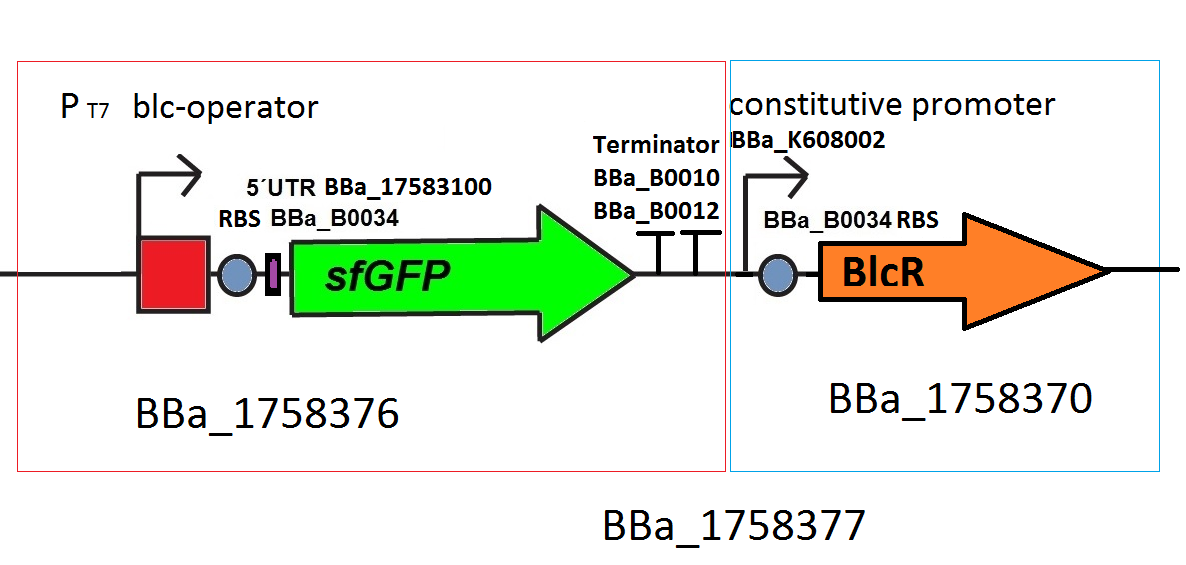 P T7 blc-operator
5´UTR BBa_17583100
RBS BBa_B0034
sfGFP
Terminator
BBa_B0010
BBa_B0012
BBa_1758376
constitutive promoter
BBa_K608002
BBa_B0034 RBS
BlcR
BBa_1758370
BBa_1758377